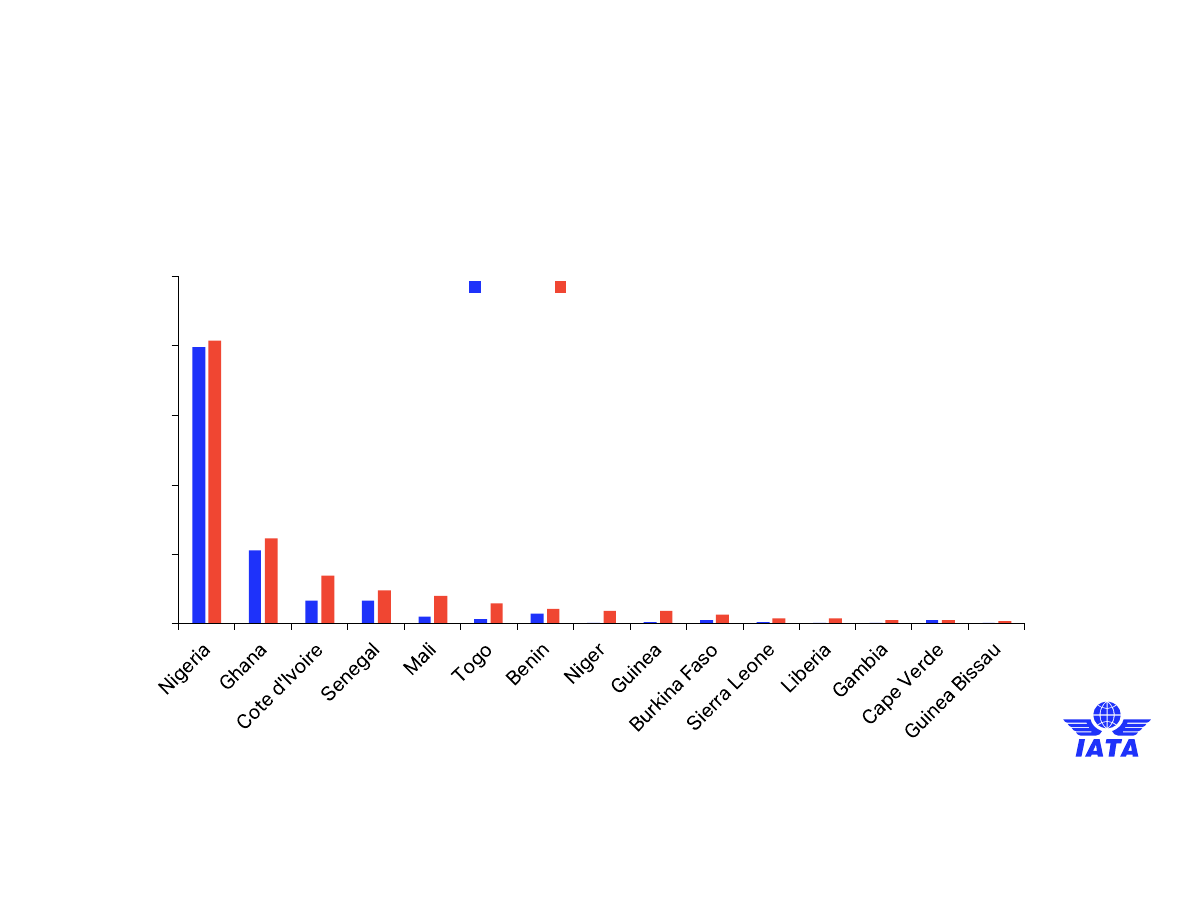 Nigeria
Ghana
Cote d'Ivoire
Senegal
Mali
Togo
Benin
Niger
Guinea
Burkina Faso
Sierra Leone
Liberia
Gambia
Cape Verde
Guinea Bissau
IATA